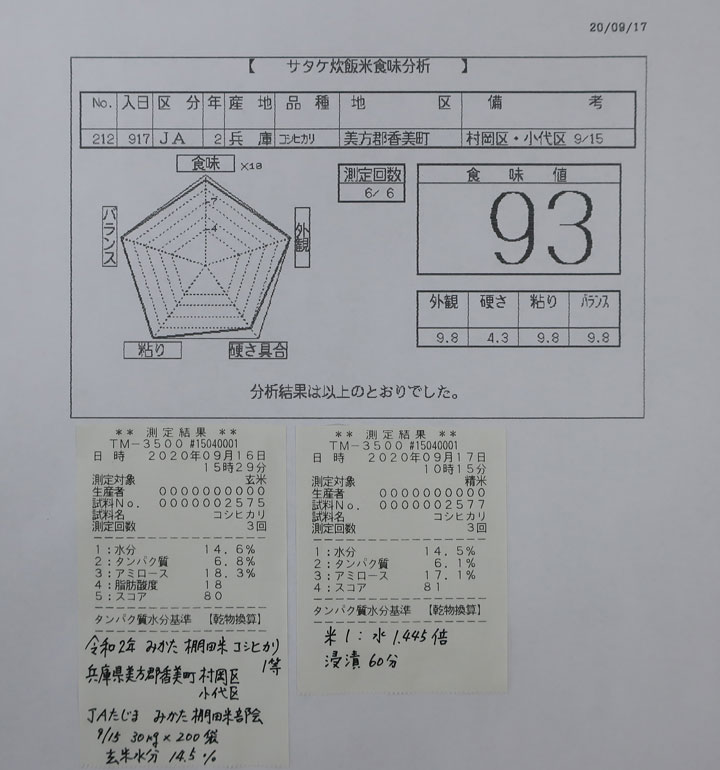 20/09/17
【 サタケ炊飯米食味分析 】
No. 入日 区分 年 産地 品種 地区 備考
212 917 JA 2 兵庫 コシヒカリ 美方郡香美町 村岡区・小代区 9/15
食味 ×10
バランス
外観
粘り
硬さ具合
7
4
測定回数
6/ 6
食味値
93
外観 硬さ 粘り バランス
9.8 4.3 9.8 9.8
分析結果は以上のとおりでした。
** 測定結果 **
TM-3500 #15040001
日時 2020年09月16日
15時29分
測定対象 玄米
生産者 00000000000
試料No. 0000002575
試料名 コシヒカリ
測定回数 3回
1:水分 14.6%
2:タンパク質 6.8%
3:アミロース 18.3%
4:脂肪酸度 18
5:スコア 80
タンパク質水分基準 【乾物換算】
令和2年 みかた棚田米 コシヒカリ
1等
兵庫県美方郡香美町 村岡区
小代区
JAたじま みかた棚田米部会
9/15 30kg×200袋
玄米水分 14.5%
** 測定結果 **
TM-3500 #15040001
日時 2020年09月17日
10時15分
測定対象 精米
生産者 00000000000
試料No. 0000002577
試料名 コシヒカリ
測定回数 3回
1:水分 14.5%
2:タンパク質 6.1%
3:アミロース 17.1%
4:スコア 81
タンパク質水分基準 【乾物換算】
米1:水1.445倍
浸漬60分